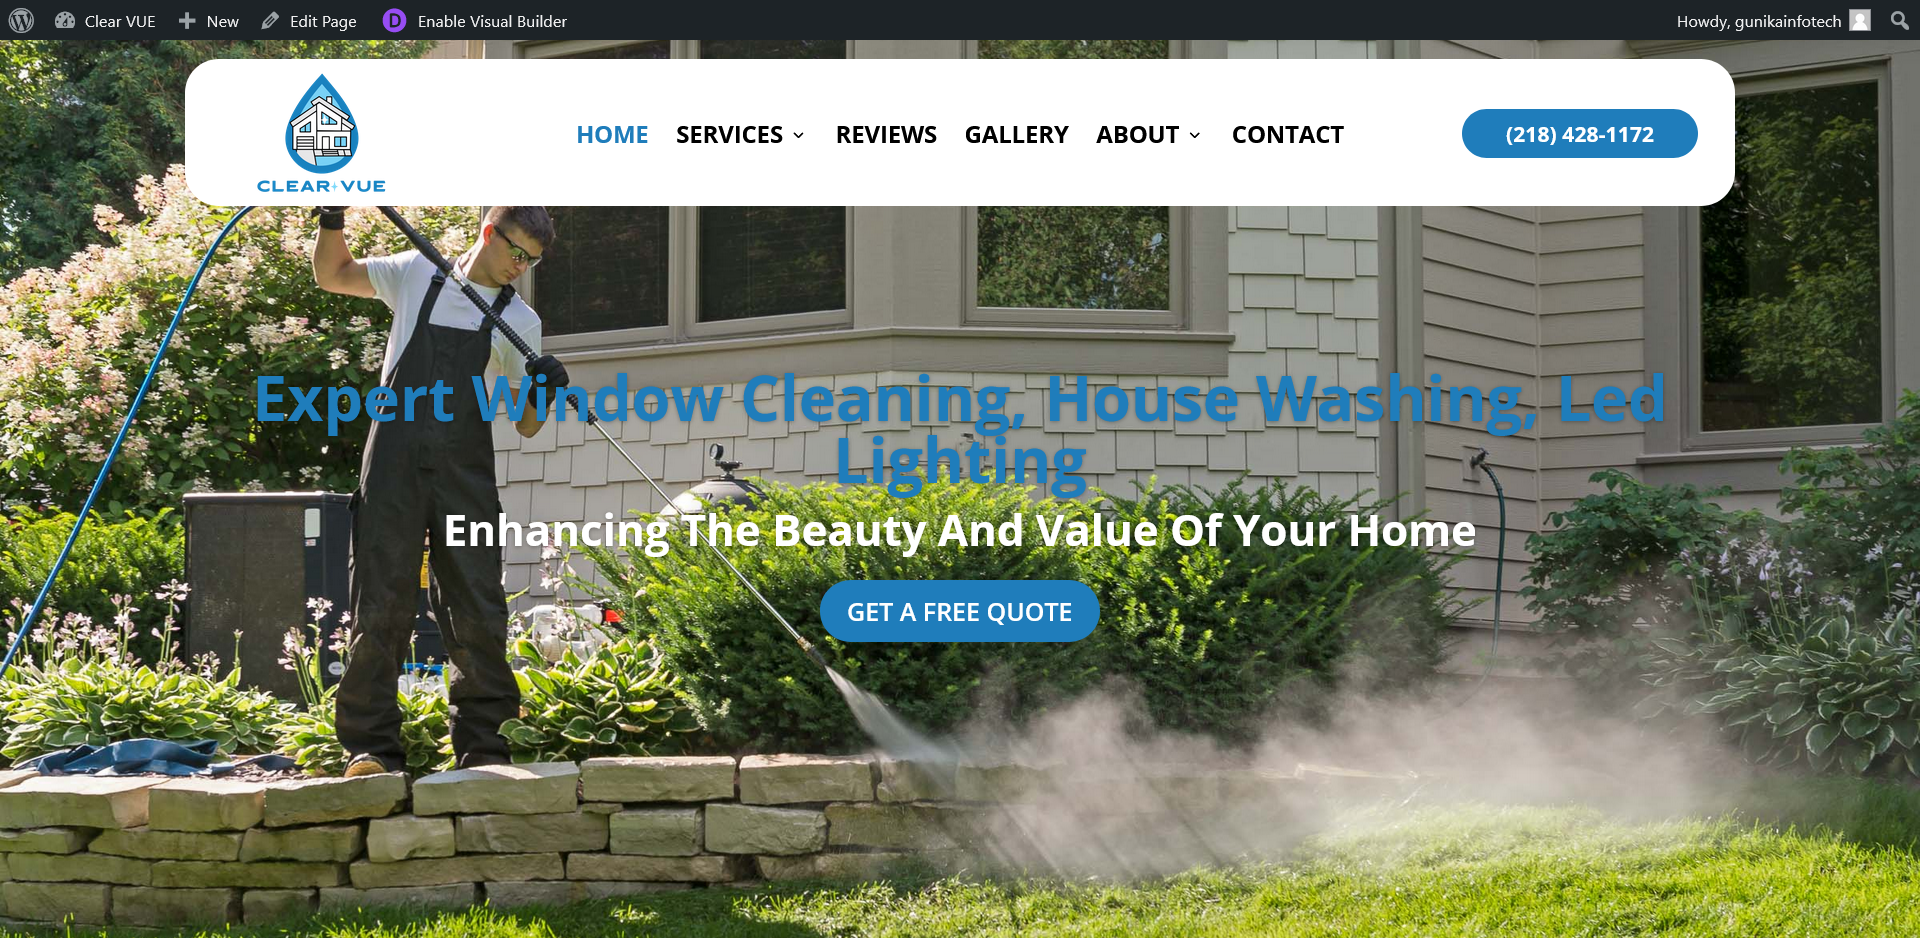 Clear VUE New Edit Page D Enable Visual Builder Howdy, gunikainfotech
CLEAR VUE
HOME SERVICES REVIEWS GALLERY ABOUT CONTACT (218) 428-1172
Expert Window Cleaning, House Washing, Led
Lighting
Enhancing The Beauty And Value Of Your Home
GET A FREE QUOTE